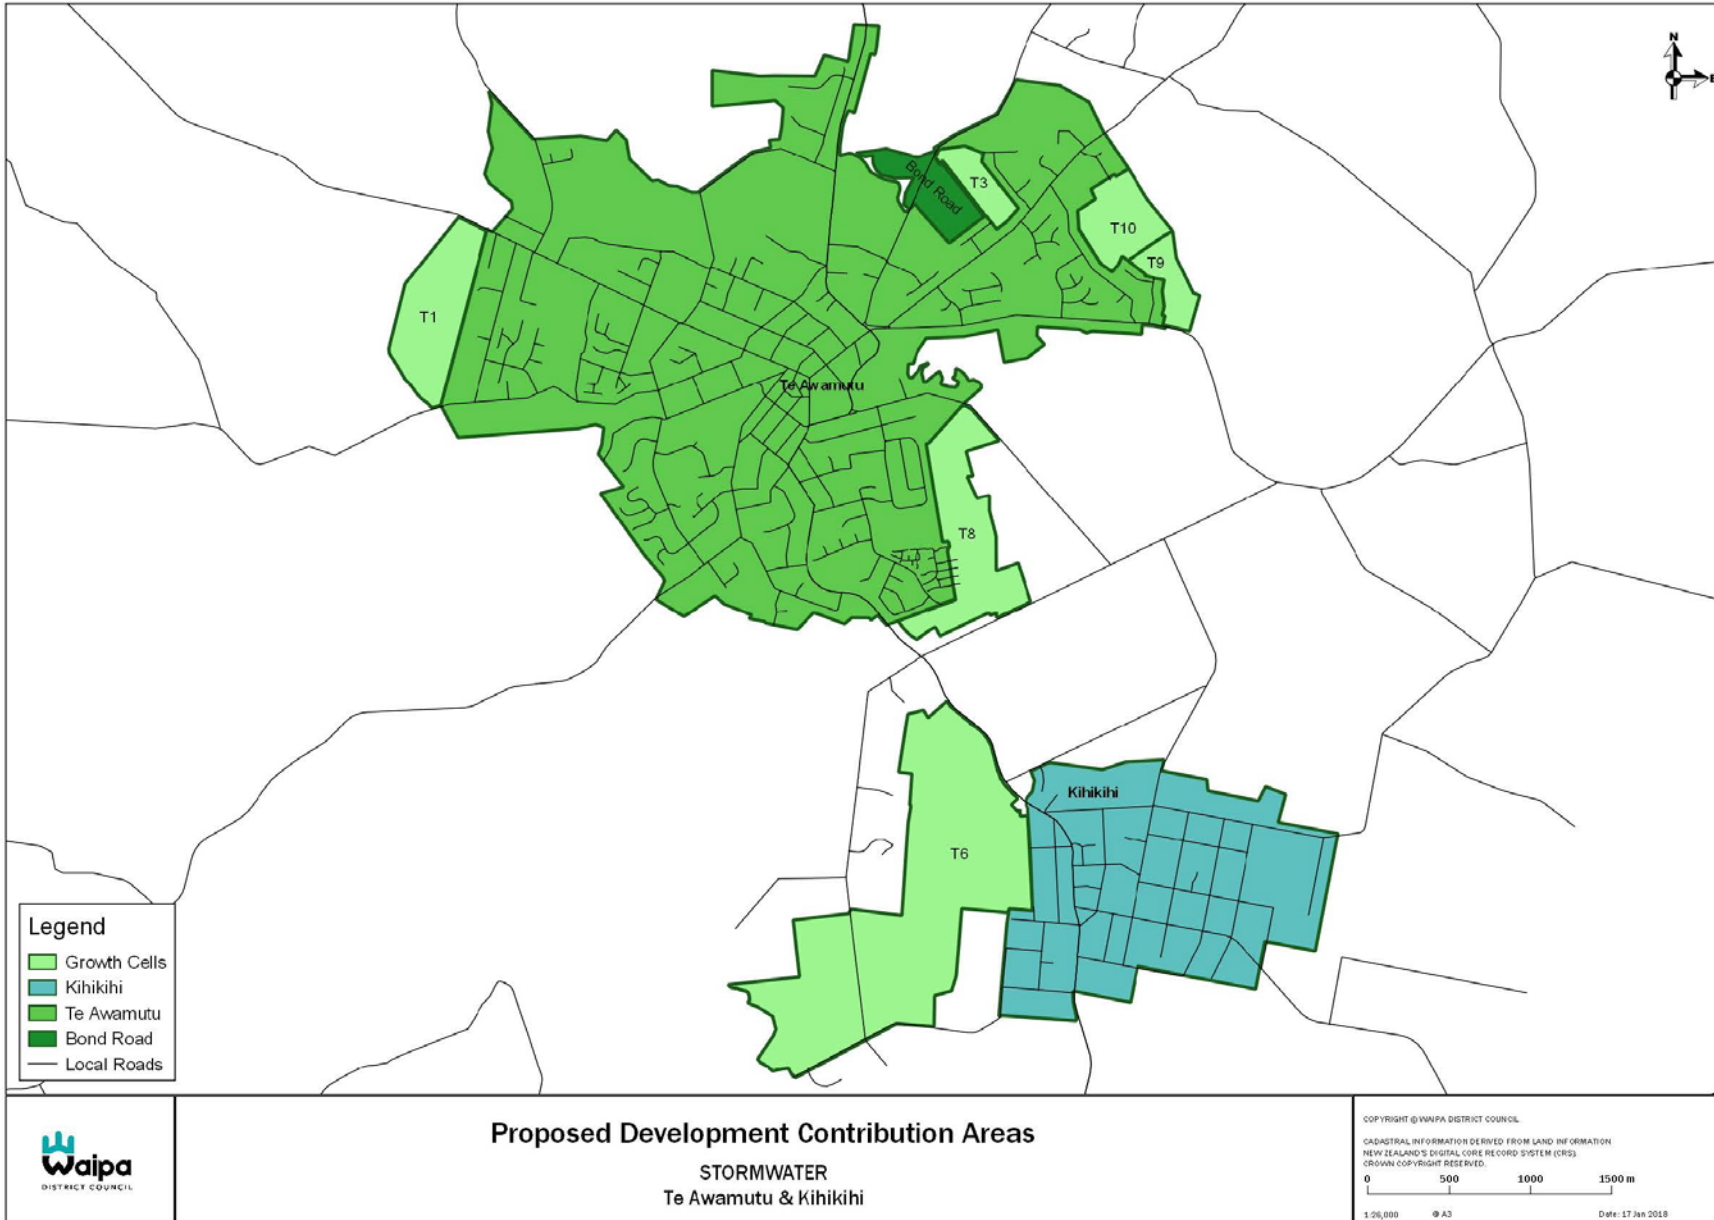 N
E
Bond Road
T3
T10
T9
T1
Te Awamutu
T8
Kihikihi
T6
Legend
Growth Cells
Kihikihi
Te Awamutu
Bond Road
Local Roads
Waipa
DISTRICT COUNCIL
Proposed Development Contribution Areas
STORMWATER
Te Awamutu & Kihikihi
COPYRIGHT @ WAIPA DISTRICT COUNCIL
CADASTRAL INFORMATION DERIVED FROM LAND INFORMATION
NEW ZEALAND'S DIGITAL CORE RECORD SYSTEM (CRS).
CROWN COPYRIGHT RESERVED.
0 500 1000 1500 m
1:26,000 @ A3 Date: 17 Jan 2018